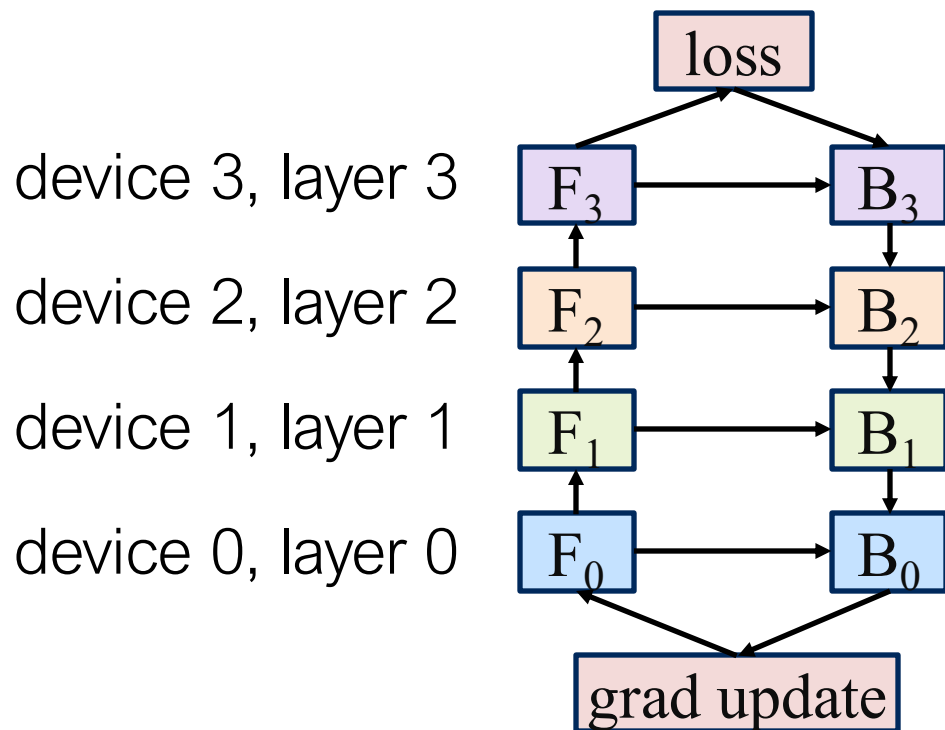 loss
device 3, layer 3 F₃ B₃
device 2, layer 2 F₂ B₂
device 1, layer 1 F₁ B₁
device 0, layer 0 F₀ B₀
grad update